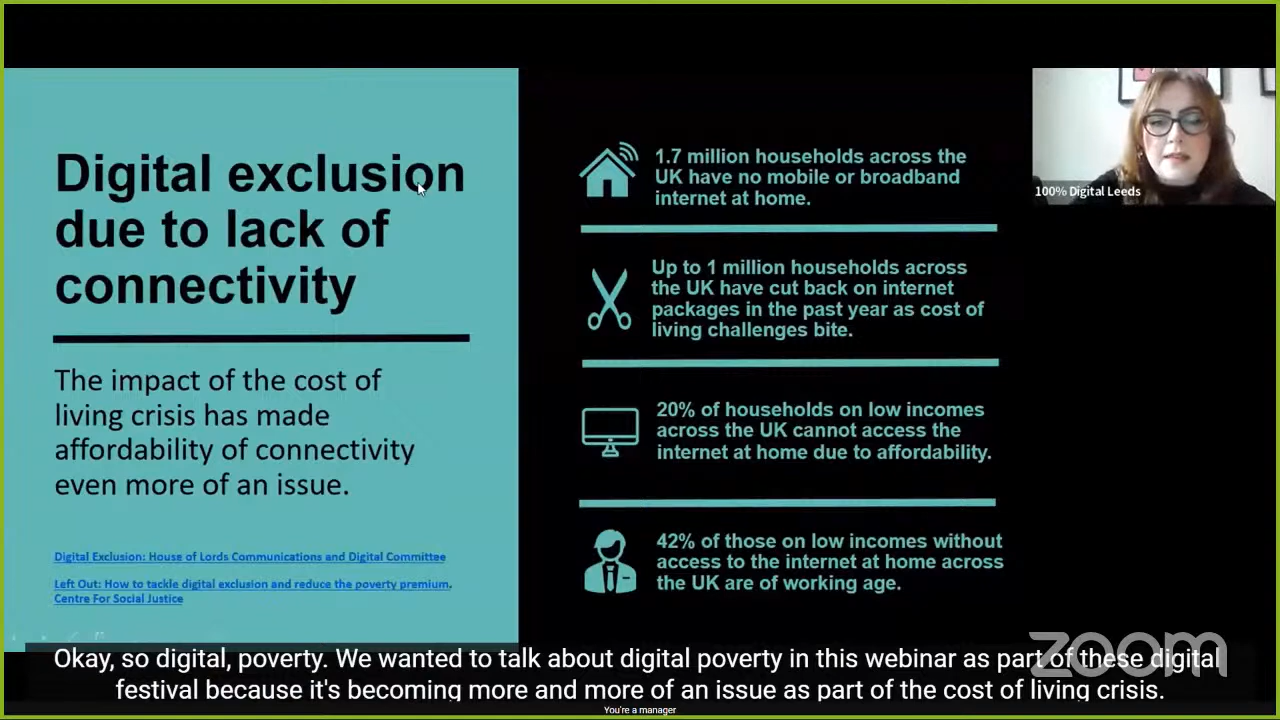 Digital exclusion
due to lack of
connectivity
The impact of the cost of
living crisis has made
affordability of connectivity
even more of an issue.
Digital Exclusion: House of Lords Communications and Digital Committee
Left Out: How to tackle digital exclusion and reduce the poverty premium,
Centre For Social Justice
1.7 million households across the
UK have no mobile or broadband
internet at home.
Up to 1 million households across
the UK have cut back on internet
packages in the past year as cost of
living challenges bite.
20% of households on low incomes
across the UK cannot access the
internet at home due to affordability.
42% of those on low incomes without
access to the internet at home across
the UK are of working age.
100% Digital Leeds
zoom
Okay, so digital, poverty. We wanted to talk about digital poverty in this webinar as part of these digital
festival because it's becoming more and more of an issue as part of the cost of living crisis.
You're a manager